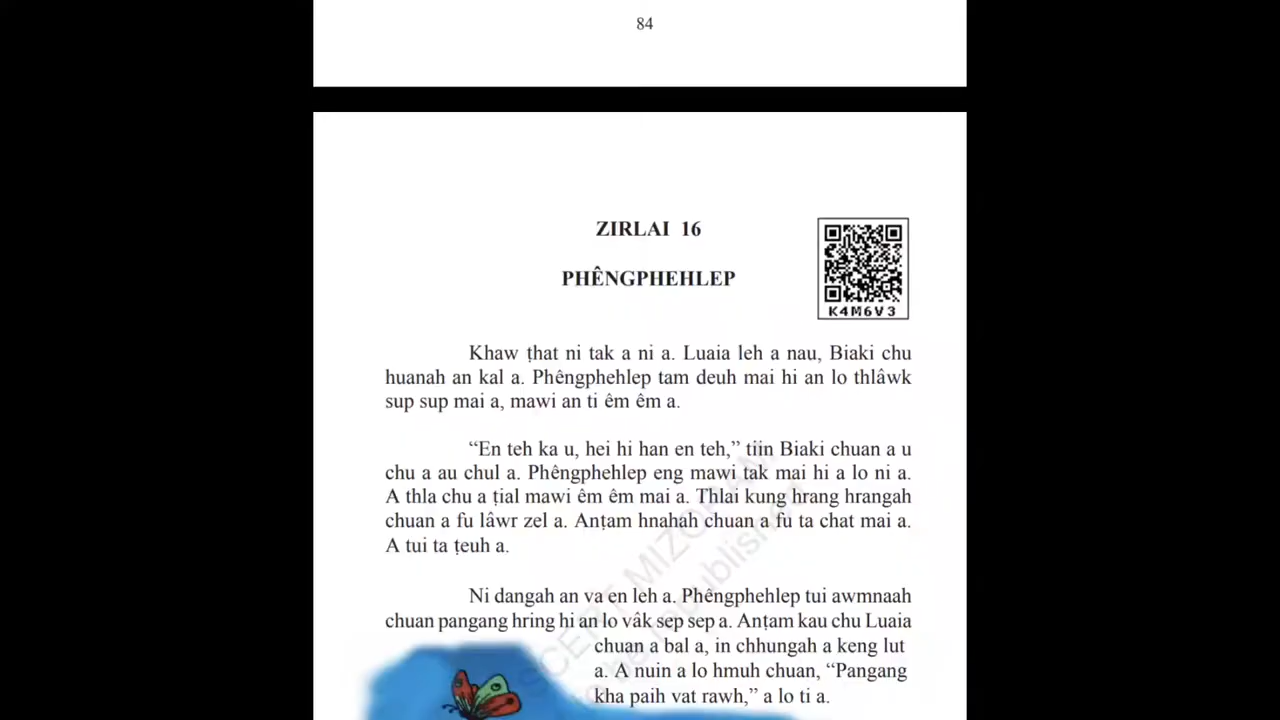 84
ZIRLAI 16
PHÊNGPHEHLEP
K4M6V3
Khaw ṭhat ni tak a ni a. Luaia leh a nau, Biaki chu
huanah an kal a. Phêngphehlep tam deuh mai hi an lo thlâwk
sup sup mai a, mawi an ti êm êm a.
“En teh ka u, hei hi han en teh,” tiin Biaki chuan a u
chu a au chul a. Phêngphehlep eng mawi tak mai hi a lo ni a.
A thla chu a ṭial mawi êm êm mai a. Thlai kung hrang hrangah
chuan a fu lâwr zel a. Anṭam hnahah chuan a fu ta chat mai a.
A tui ta ṭeuh a.
Ni dangah an va en leh a. Phêngphehlep tui awmnaah
chuan pangang hring hi an lo vâk sep sep a. Anṭam kau chu Luaia
chuan a bal a, in chhungah a keng lut
a. A nuin a lo hmuh chuan, “Pangang
kha paih vat rawh,” a lo ti a.
SCERT MIZORAM
be republished